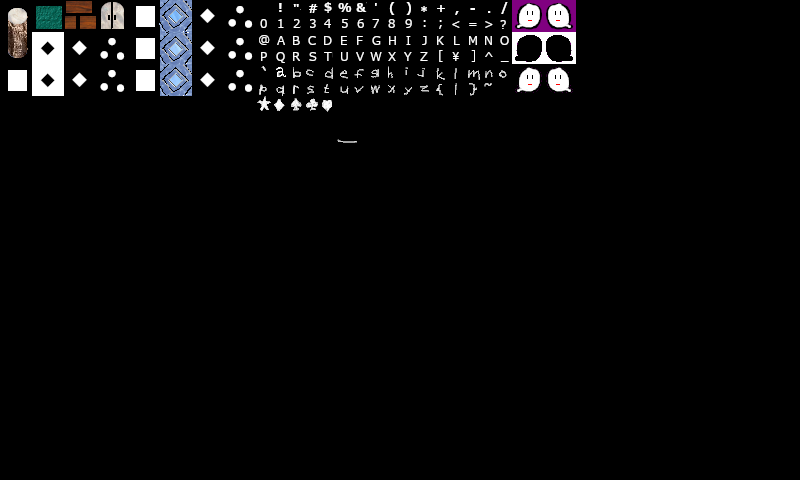 ! " # $ % & ' ( ) * + , - . /
0 1 2 3 4 5 6 7 8 9 : ; < = > ?
@ A B C D E F G H I J K L M N O
P Q R S T U V W X Y Z [ ¥ ] ^ _
` a b c d e f g h i j k l m n o
p q r s t u v w x y z { | } ~
★ ♦ ♠ ♣ ♥